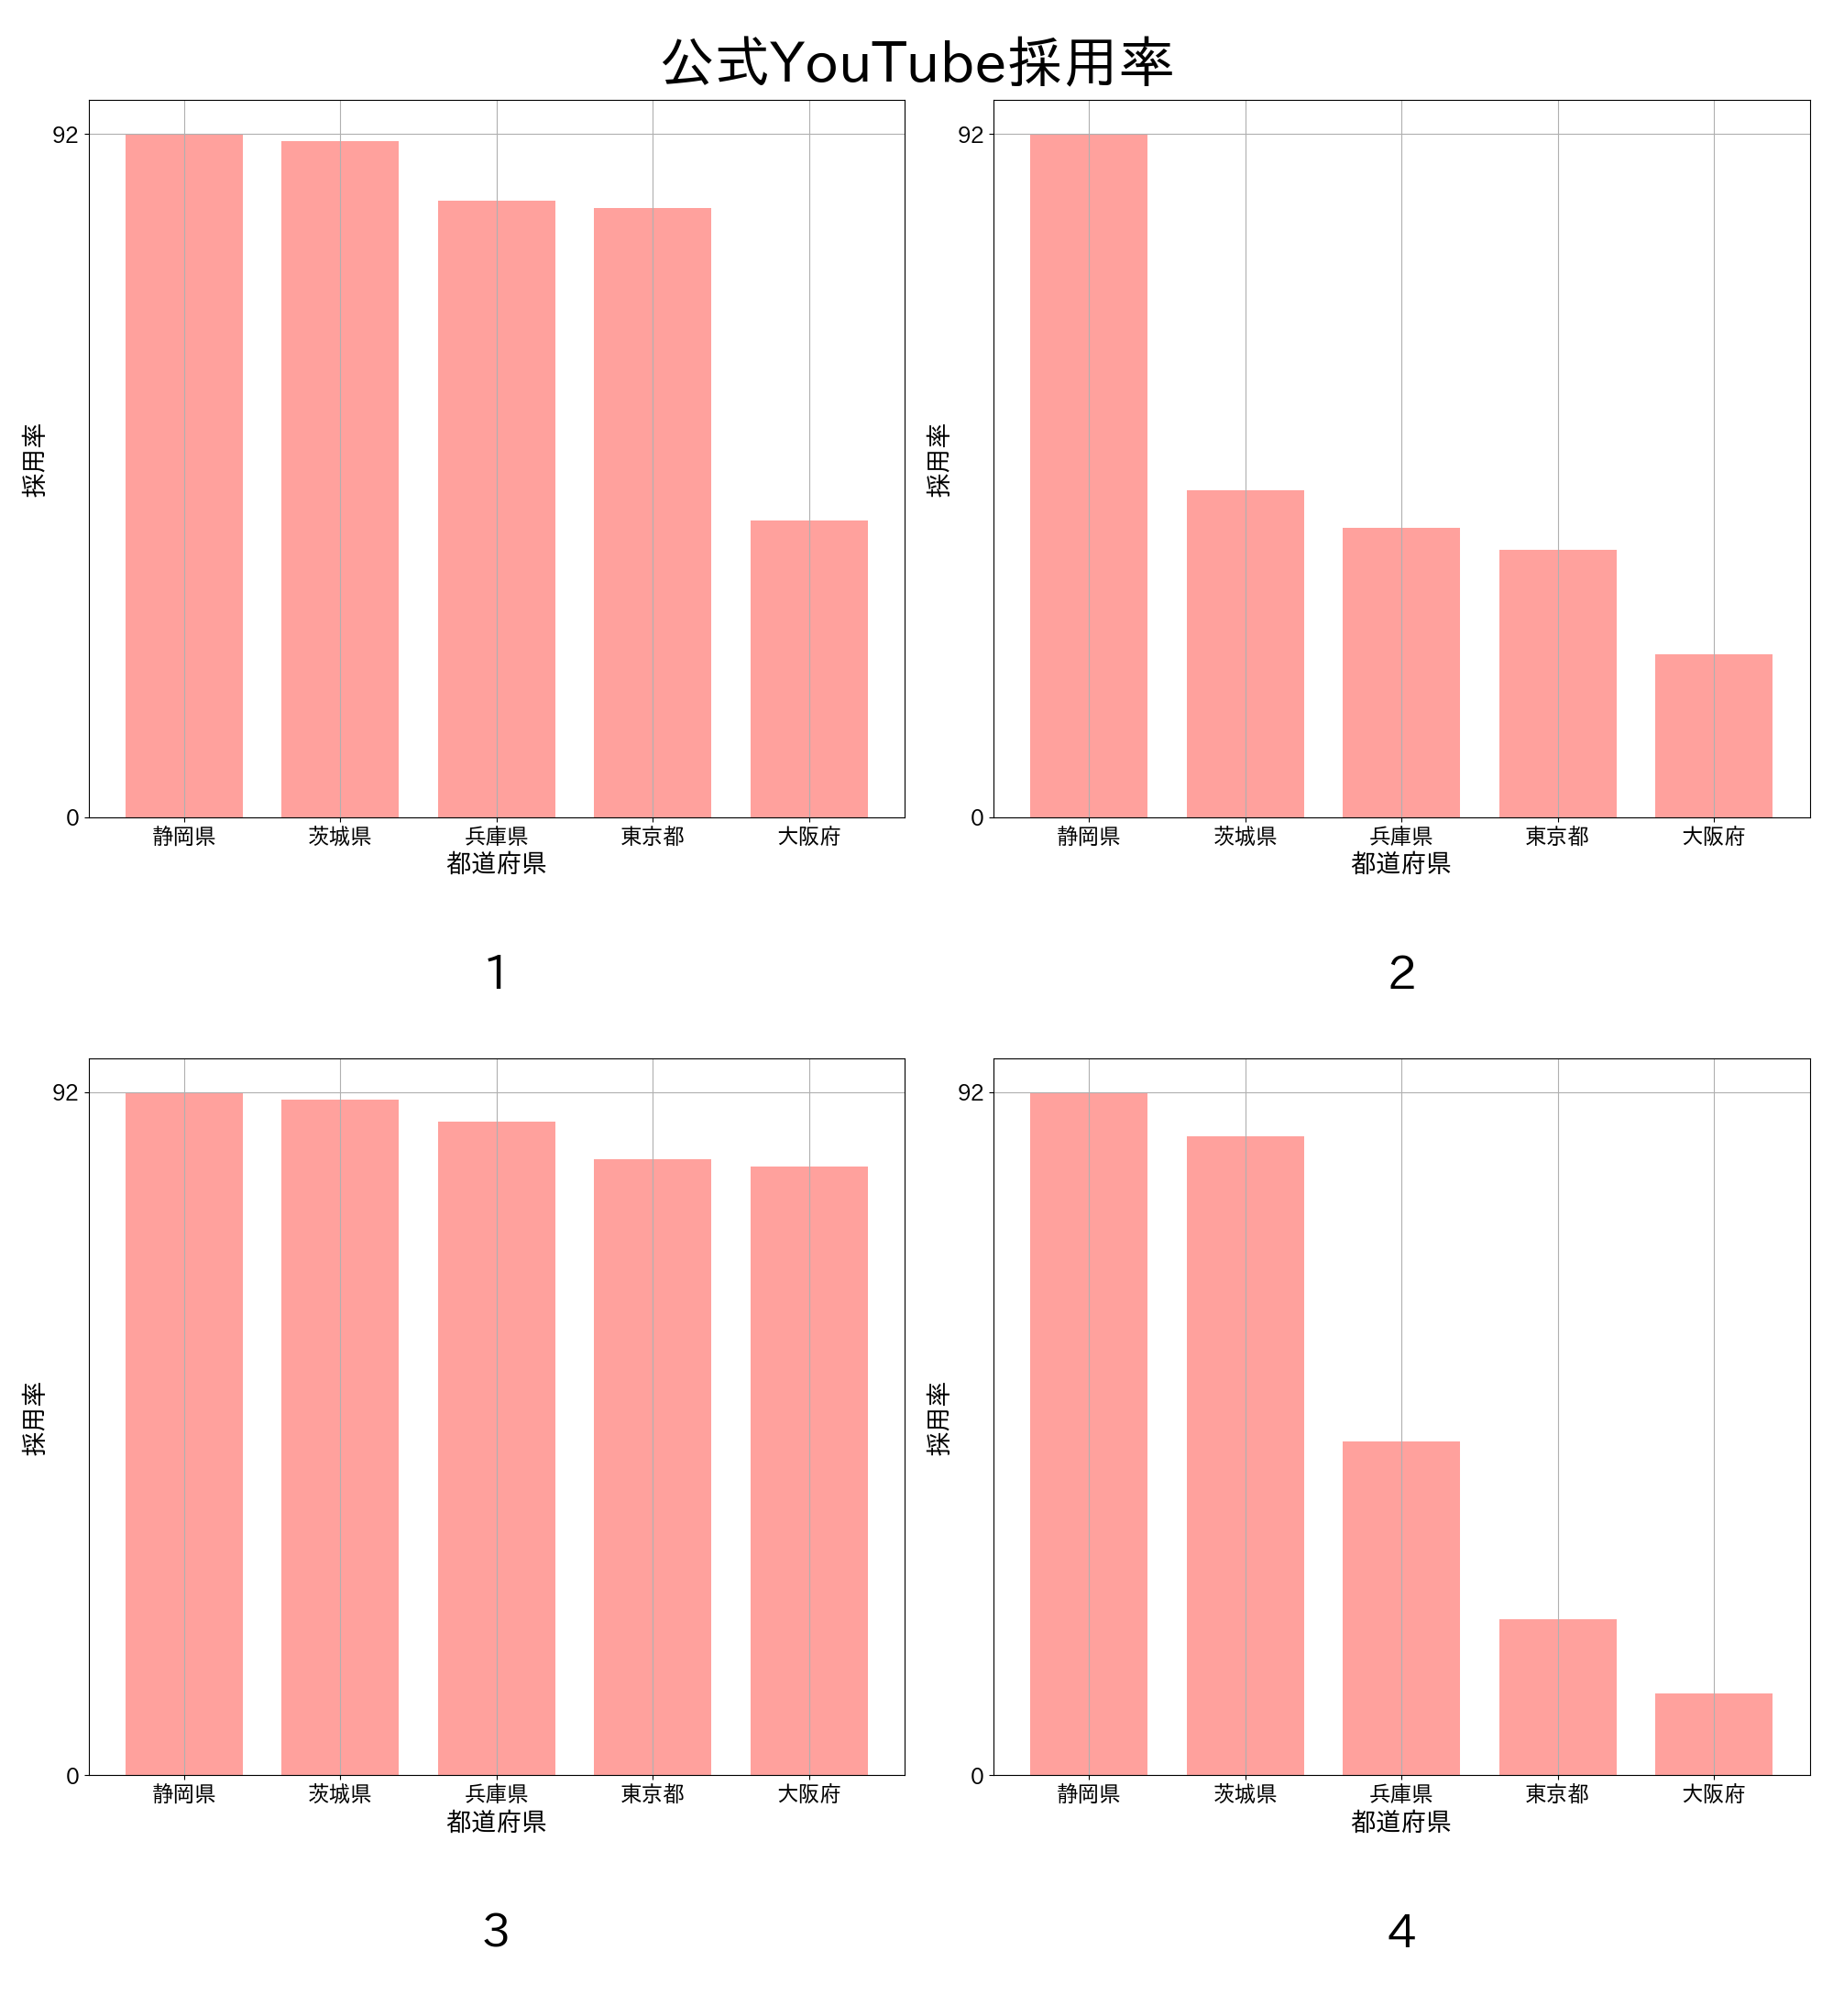 公式YouTube採用率
92
0
採用率
静岡県 茨城県 兵庫県 東京都 大阪府
都道府県
1
92
0
採用率
静岡県 茨城県 兵庫県 東京都 大阪府
都道府県
2
92
0
採用率
静岡県 茨城県 兵庫県 東京都 大阪府
都道府県
3
92
0
採用率
静岡県 茨城県 兵庫県 東京都 大阪府
都道府県
4